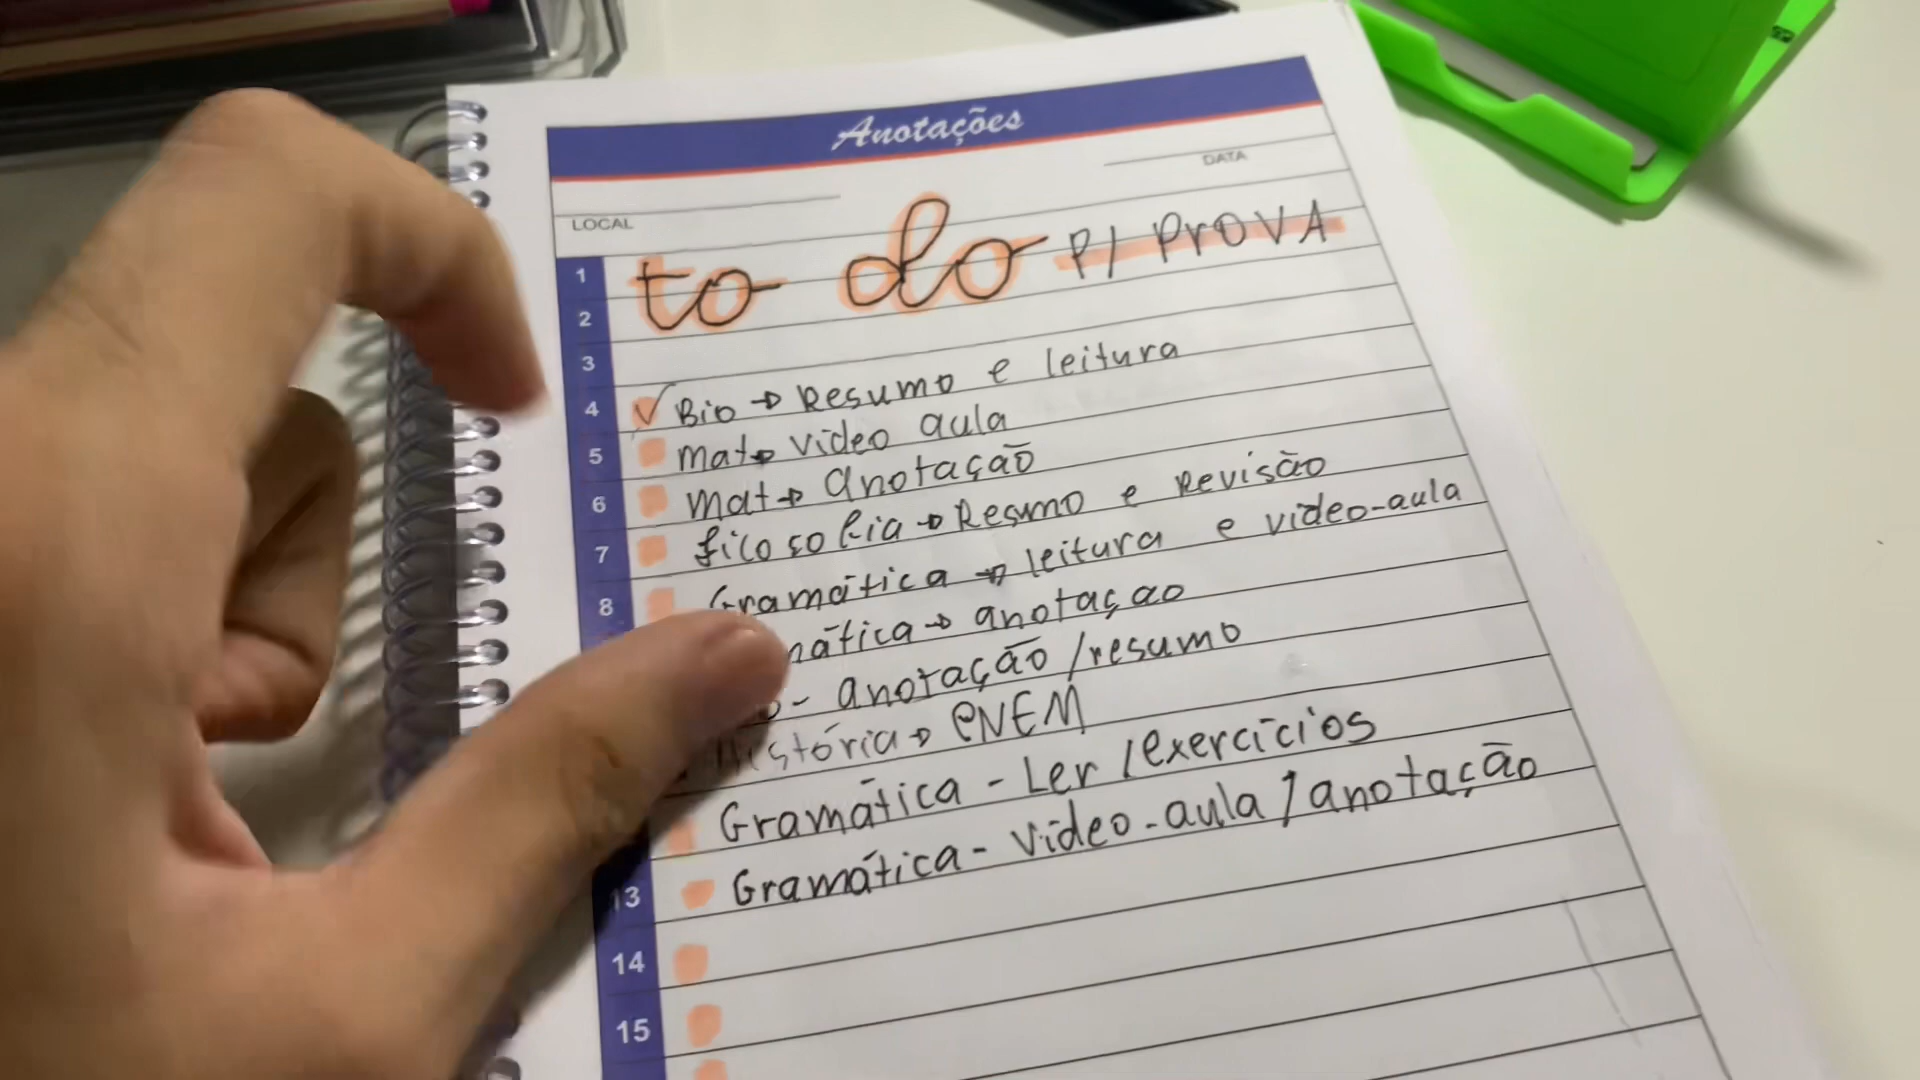 Anotações
DATA
LOCAL
to do P/ PrOVA
1
2
3
4 √ Bio → Resumo e leitura
5 mat → vídeo aula
6 mat → anotação
7 filosofia → Resumo e revisão
8 Gramática → leitura e vídeo-aula
mática → anotaçao
- anotação / resumo
História → ENEM
Gramática - Ler / exercícios
13 Gramática - vídeo-aula / anotação
14
15